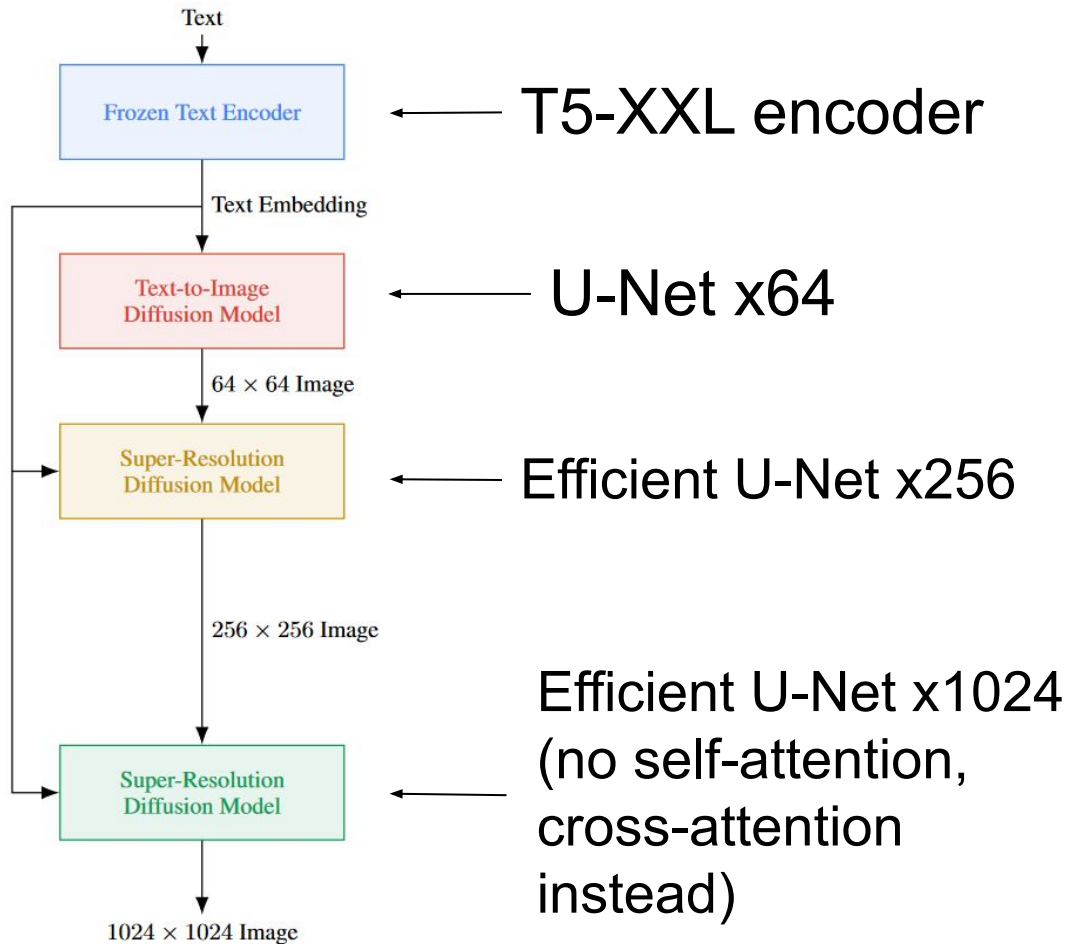 Text
Frozen Text Encoder
T5-XXL encoder
Text Embedding
Text-to-Image
Diffusion Model
U-Net x64
64 × 64 Image
Super-Resolution
Diffusion Model
Efficient U-Net x256
256 × 256 Image
Super-Resolution
Diffusion Model
Efficient U-Net x1024
(no self-attention,
cross-attention
instead)
1024 × 1024 Image